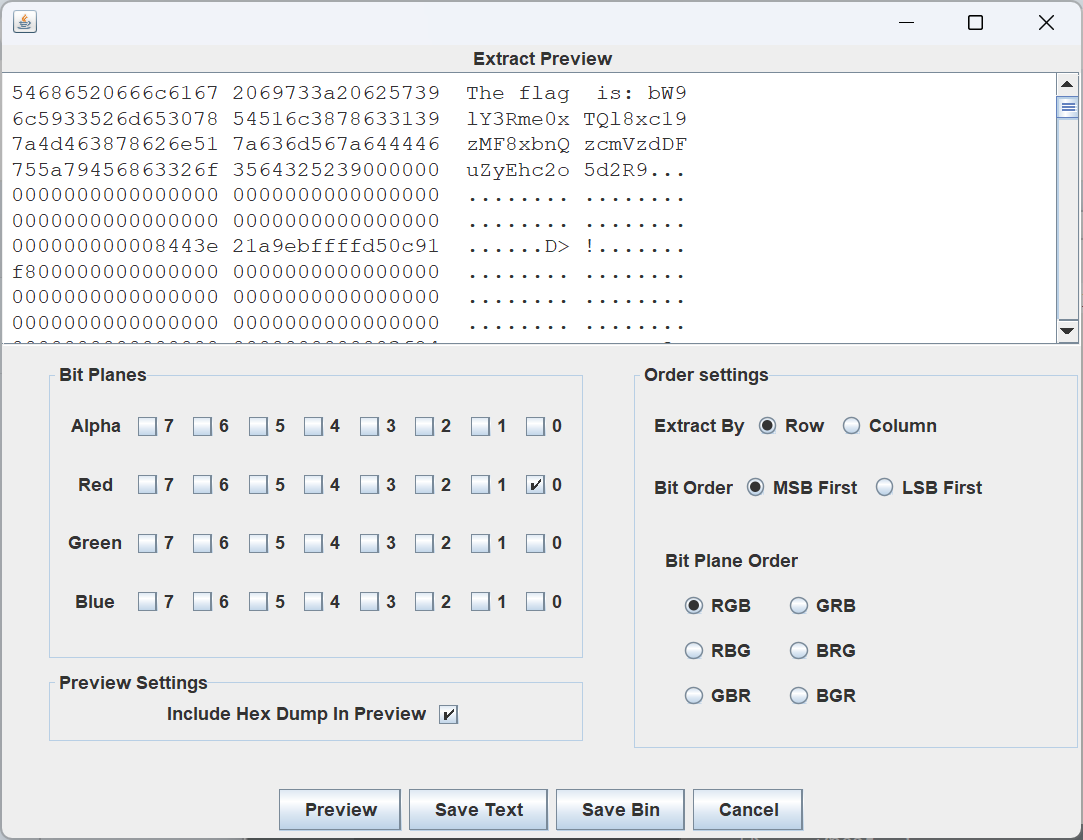 Extract Preview
54686520666c6167 2069733a20625739 The flag is: bW9
6c5933526d653078 54516c3878633139 lY3Rme0x TQl8xc19
7a4d463878626e51 7a636d567a644446 zMF8xbnQ zcmVzdDF
755a79456863326f 3564325239000000 uZyEhc2o 5d2R9...
0000000000000000 0000000000000000 ........ ........
0000000000000000 0000000000000000 ........ ........
000000000008443e 21a9ebffffd50c91 ......D> !.......
f800000000000000 0000000000000000 ........ ........
0000000000000000 0000000000000000 ........ ........
0000000000000000 0000000000000000 ........ ........
Bit Planes
Alpha 7 6 5 4 3 2 1 0
Red 7 6 5 4 3 2 1 0
Green 7 6 5 4 3 2 1 0
Blue 7 6 5 4 3 2 1 0
Preview Settings
Include Hex Dump In Preview
Order settings
Extract By Row Column
Bit Order MSB First LSB First
Bit Plane Order
RGB GRB
RBG BRG
GBR BGR
Preview Save Text Save Bin Cancel